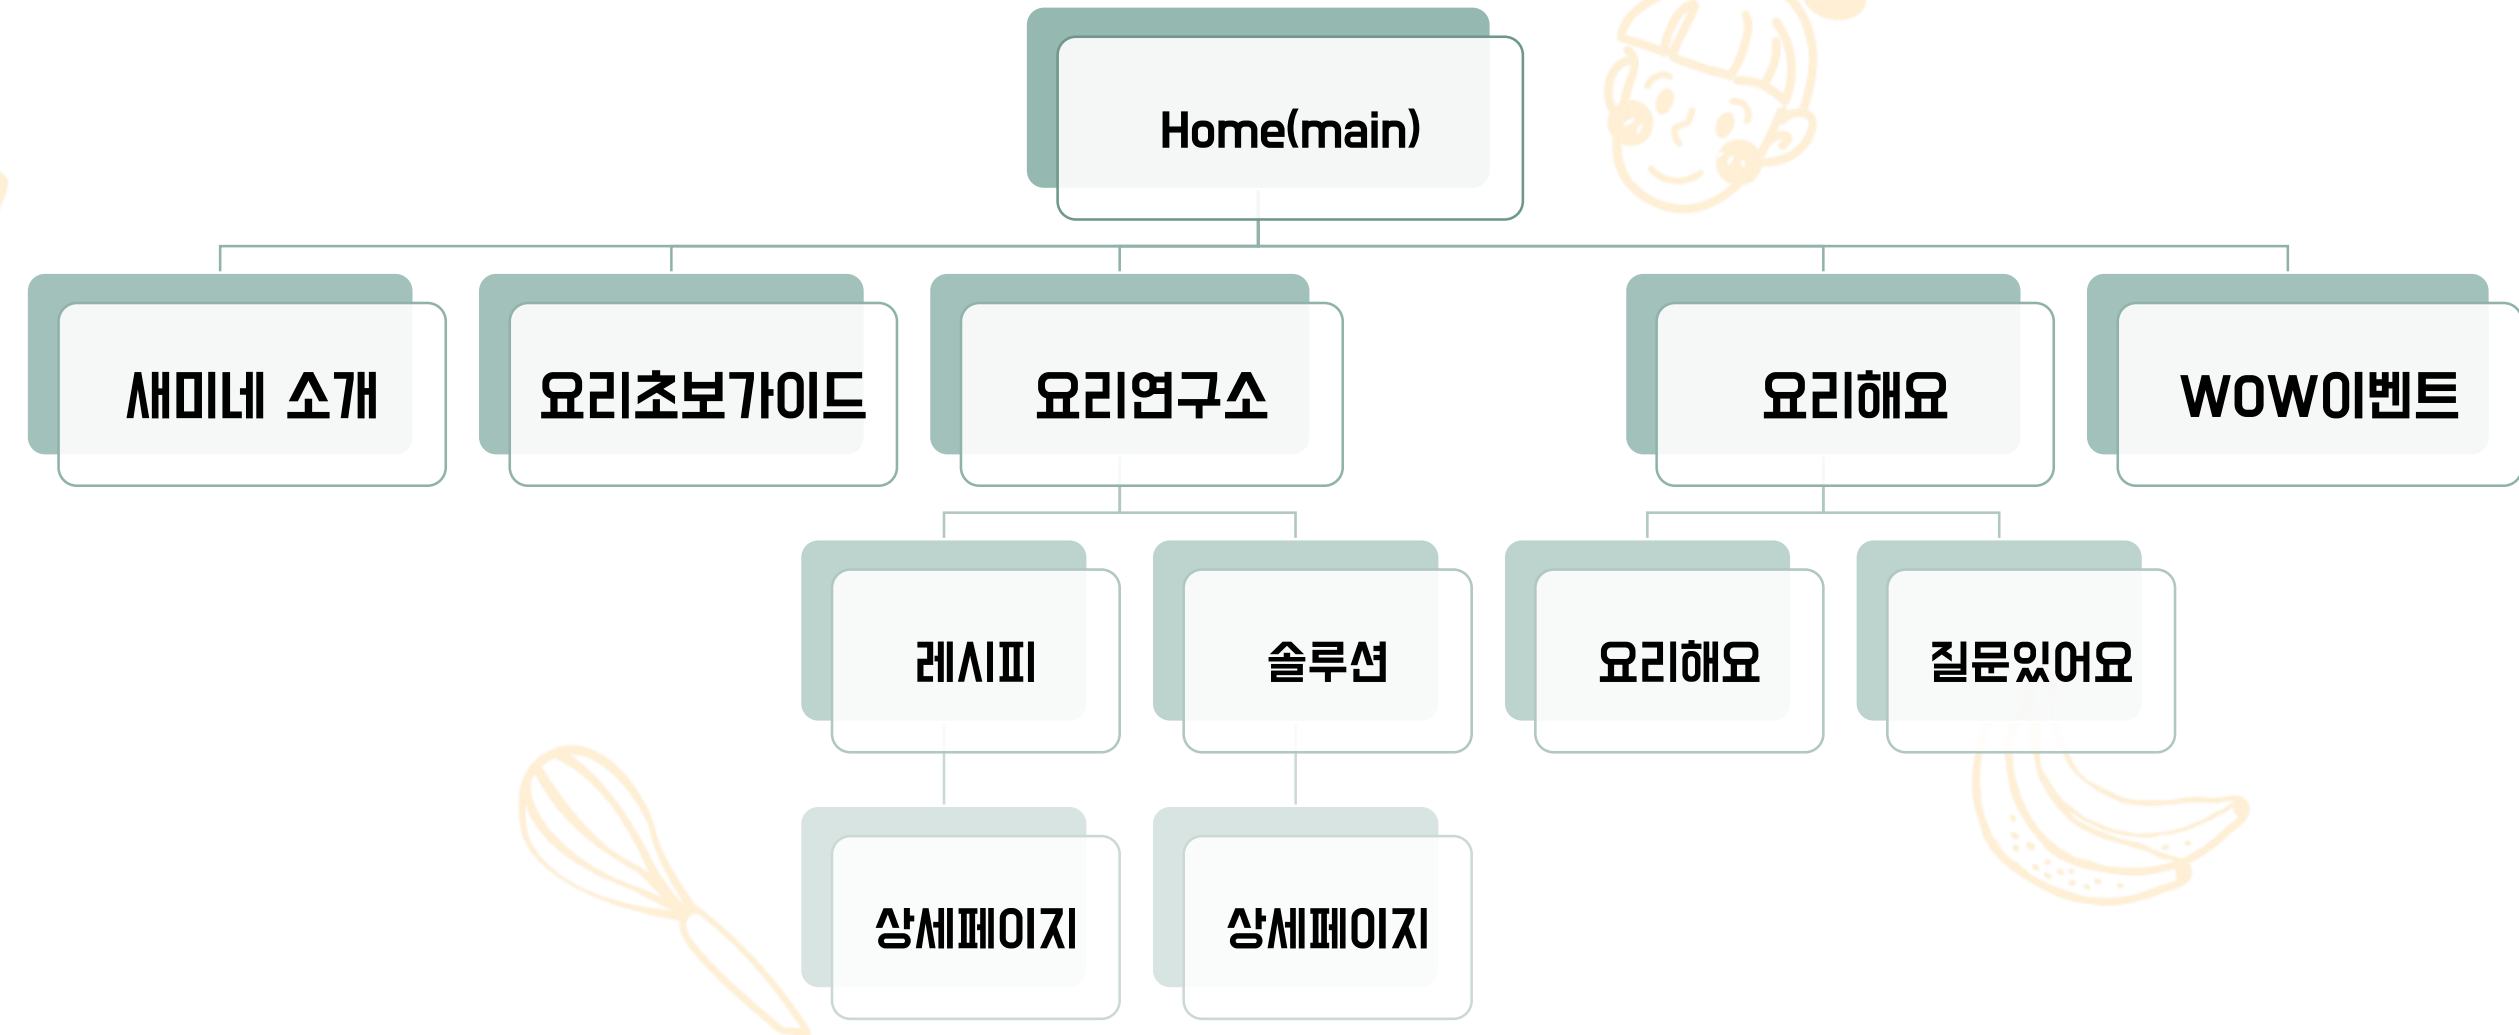 Home(main)
새미네 소개
요리초보가이드
요리연구소
요리해요
WOW이벤트
레시피
솔루션
요리해요
질문있어요
상세페이지
상세페이지